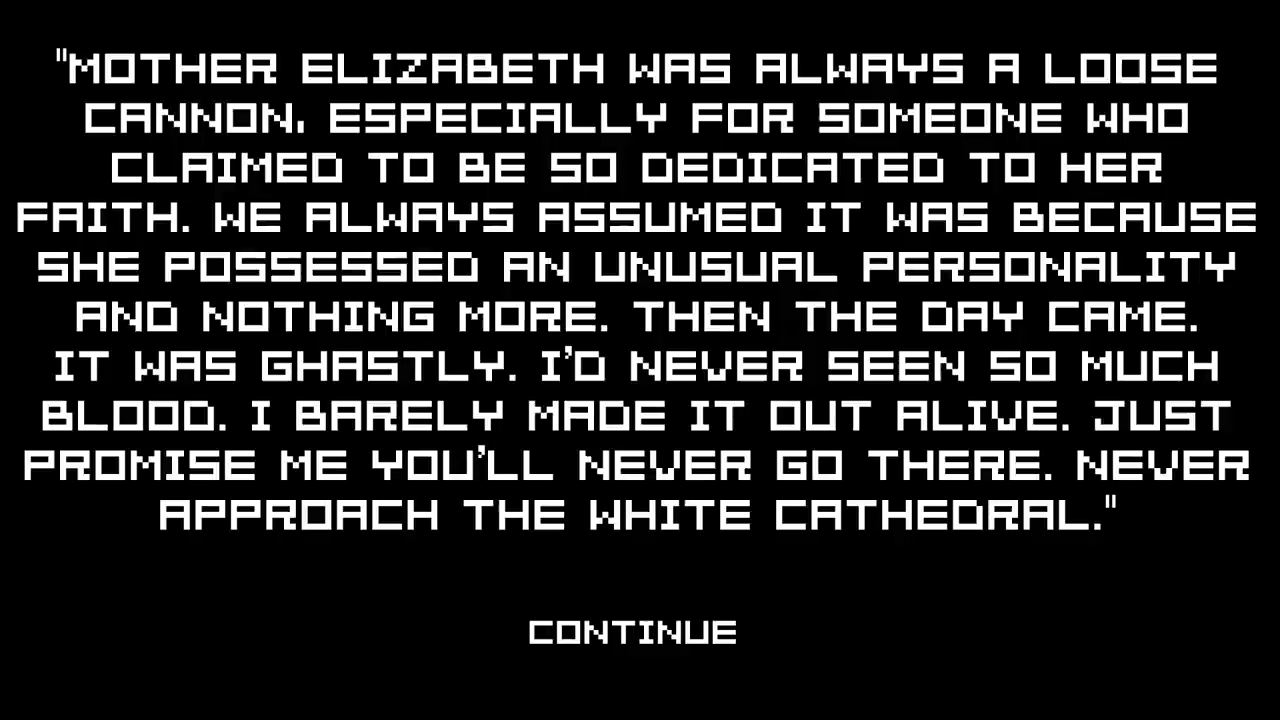 "MOTHER ELIZABETH WAS ALWAYS A LOOSE
CANNON, ESPECIALLY FOR SOMEONE WHO
CLAIMED TO BE SO DEDICATED TO HER
FAITH. WE ALWAYS ASSUMED IT WAS BECAUSE
SHE POSSESSED AN UNUSUAL PERSONALITY
AND NOTHING MORE. THEN THE DAY CAME.
IT WAS GHASTLY. I'D NEVER SEEN SO MUCH
BLOOD. I BARELY MADE IT OUT ALIVE. JUST
PROMISE ME YOU'LL NEVER GO THERE. NEVER
APPROACH THE WHITE CATHEDRAL."
CONTINUE